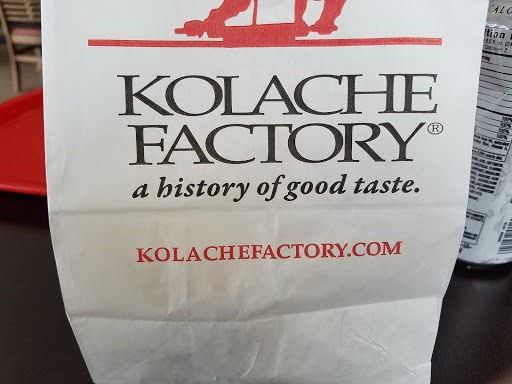 KOLACHE
FACTORY®
a history of good taste.
KOLACHEFACTORY.COM